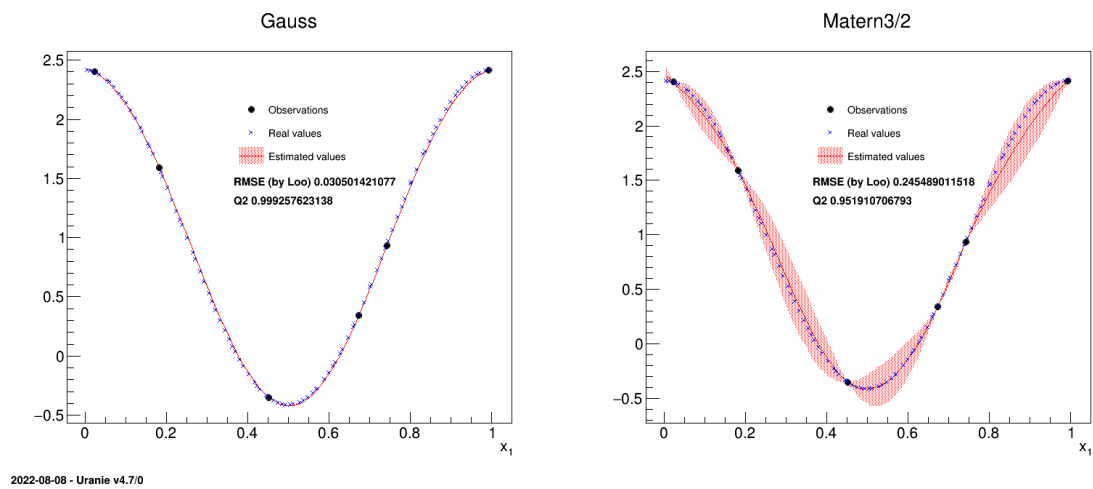 Gauss
2.5
2
1.5
1
0.5
0
−0.5
0 0.2 0.4 0.6 0.8 1
x1
Observations
Real values
Estimated values
RMSE (by Loo) 0.030501421077
Q2 0.999257623138
Matern3/2
2.5
2
1.5
1
0.5
0
−0.5
0 0.2 0.4 0.6 0.8 1
x1
Observations
Real values
Estimated values
RMSE (by Loo) 0.245489011518
Q2 0.951910706793
2022-08-08 - Uranie v4.7/0